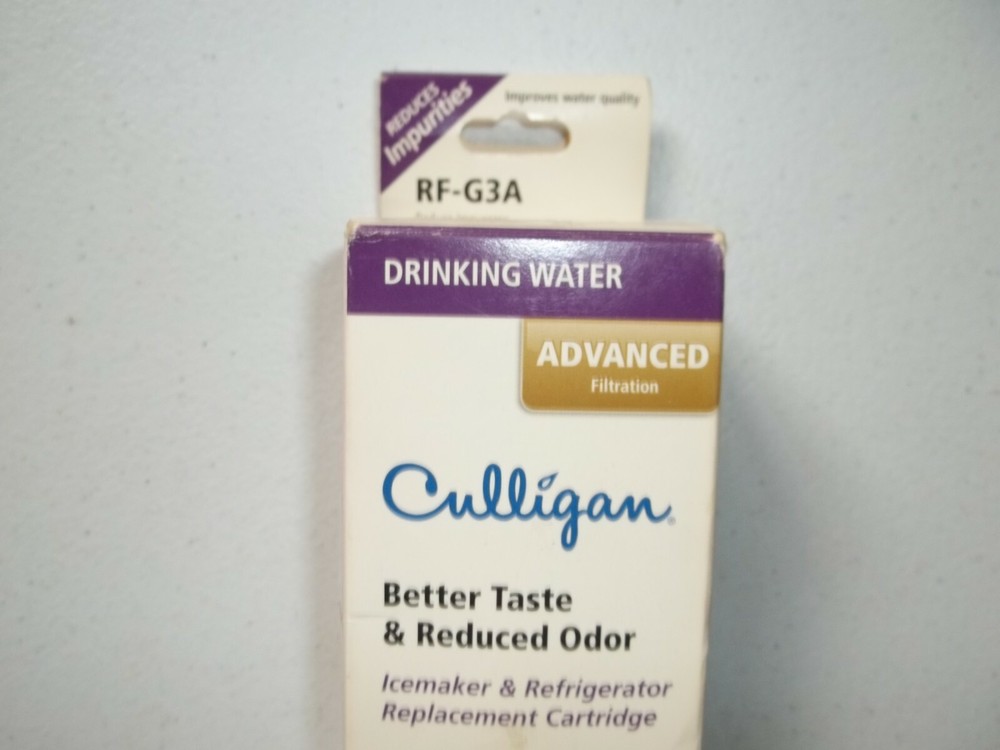 REDUCES
Impurities
Improves water quality
RF-G3A
DRINKING WATER
ADVANCED
Filtration
Culligan®
Better Taste
& Reduced Odor
Icemaker & Refrigerator
Replacement Cartridge